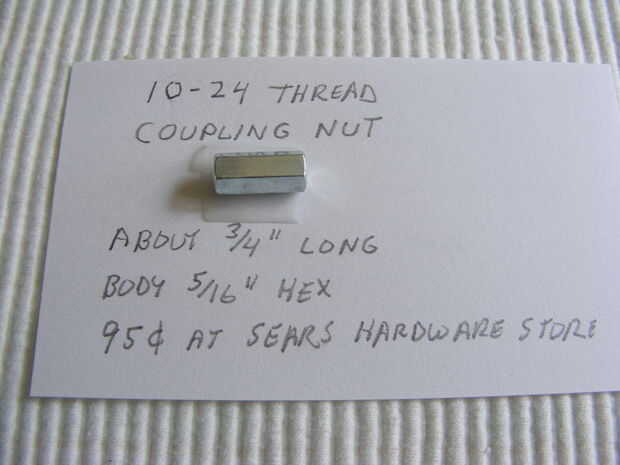 10-24 THREAD
COUPLING NUT
ABOUT 3/4" LONG
BODY 5/16" HEX
95¢ AT SEARS HARDWARE STORE